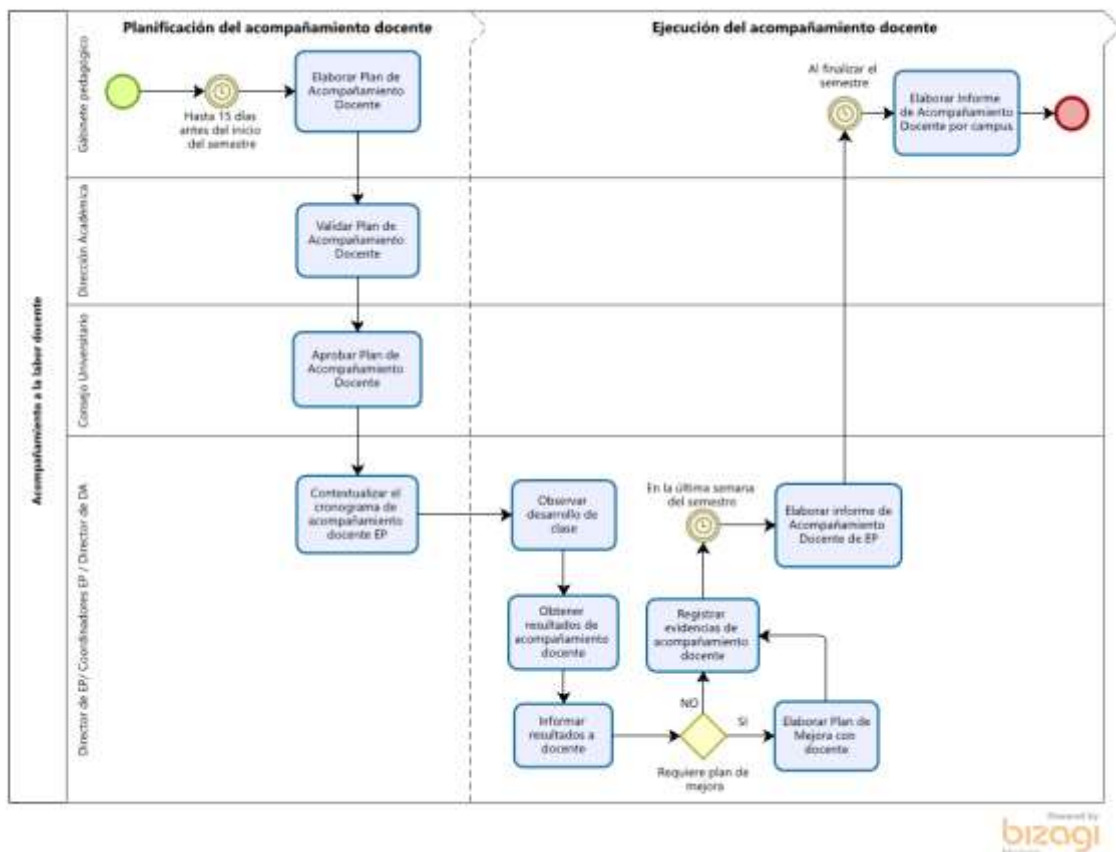 Planificación del acompañamiento docente
Ejecución del acompañamiento docente
Acompañamiento a la labor docente
Gabinete pedagógico
Hasta 15 días
antes del inicio
del semestre
Elaborar Plan de
Acompañamiento
Docente
Al finalizar el
semestre
Elaborar Informe
de Acompañamiento
Docente por campus
Dirección Académica
Validar Plan de
Acompañamiento
Docente
Consejo Universitario
Aprobar Plan de
Acompañamiento
Docente
Director de EP/ Coordinadores EP / Director de DA
Contextualizar el
cronograma de
acompañamiento
docente EP
Observar
desarrollo de
clase
En la última semana
del semestre
Elaborar informe de
Acompañamiento
Docente de EP
Obtener
resultados de
acompañamiento
docente
Registrar
evidencias de
acompañamiento
docente
Informar
resultados a
docente
NO
SI
Requiere plan de
mejora
Elaborar Plan de
Mejora con
docente
Powered by
bizagi
Modeler